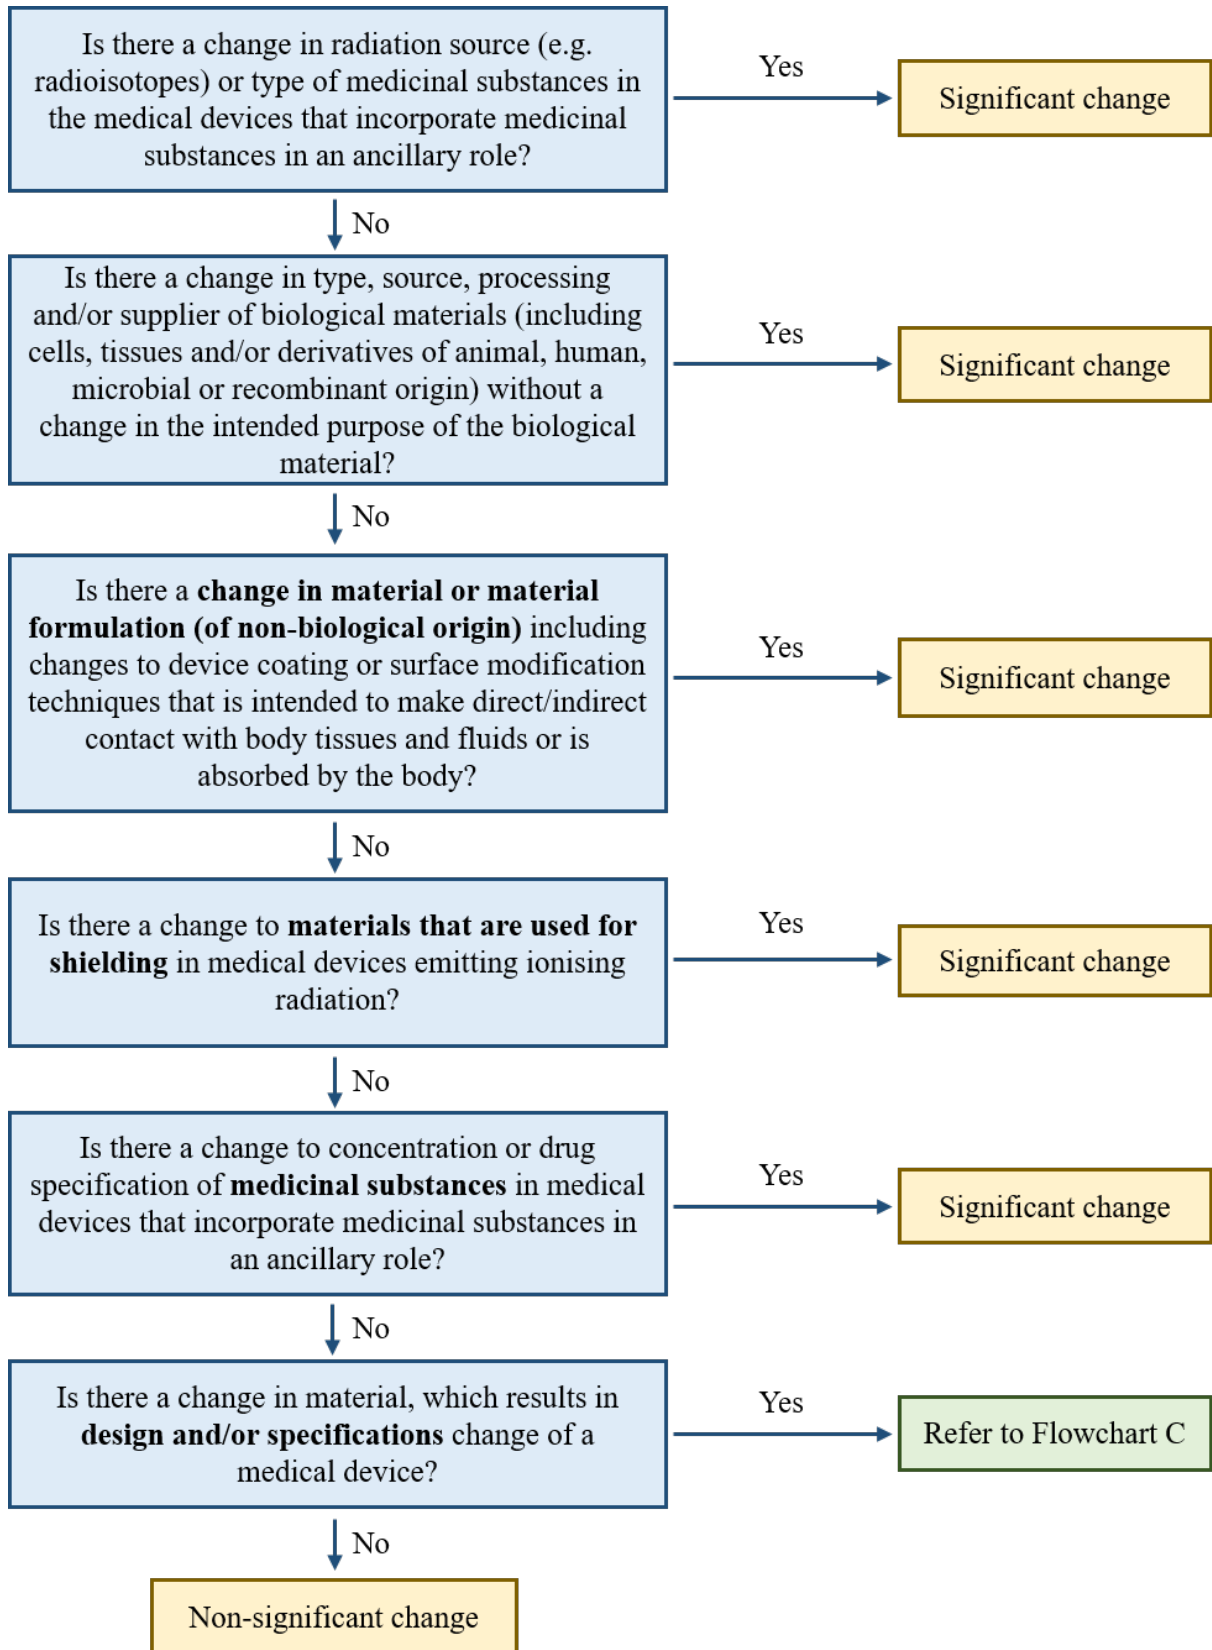 Is there a change in radiation source (e.g.
radioisotopes) or type of medicinal substances in
the medical devices that incorporate medicinal
substances in an ancillary role?
Yes
Significant change
No
Is there a change in type, source, processing
and/or supplier of biological materials (including
cells, tissues and/or derivatives of animal, human,
microbial or recombinant origin) without a
change in the intended purpose of the biological
material?
Yes
Significant change
No
Is there a change in material or material
formulation (of non-biological origin) including
changes to device coating or surface modification
techniques that is intended to make direct/indirect
contact with body tissues and fluids or is
absorbed by the body?
Yes
Significant change
No
Is there a change to materials that are used for
shielding in medical devices emitting ionising
radiation?
Yes
Significant change
No
Is there a change to concentration or drug
specification of medicinal substances in medical
devices that incorporate medicinal substances in
an ancillary role?
Yes
Significant change
No
Is there a change in material, which results in
design and/or specifications change of a
medical device?
Yes
Refer to Flowchart C
No
Non-significant change